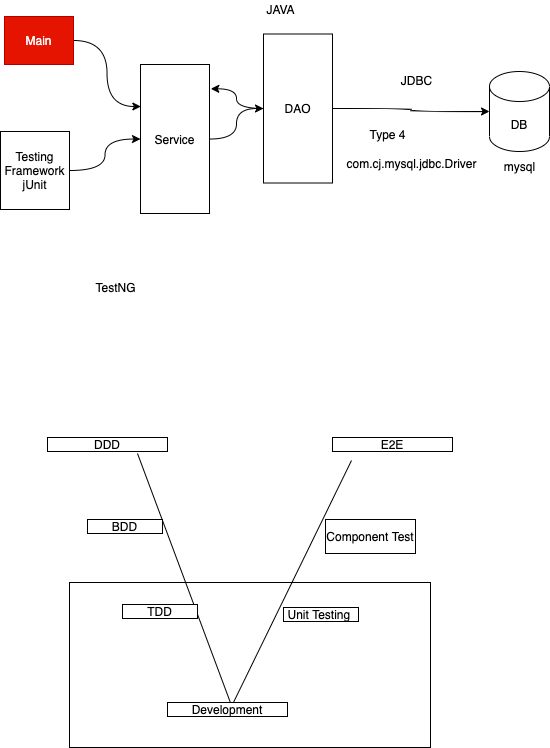 JAVA
Main
JDBC
DAO
DB
Type 4
Service
Testing
Framework
jUnit
com.cj.mysql.jdbc.Driver
mysql
TestNG
DDD
E2E
BDD
Component Test
TDD
Unit Testing
Development